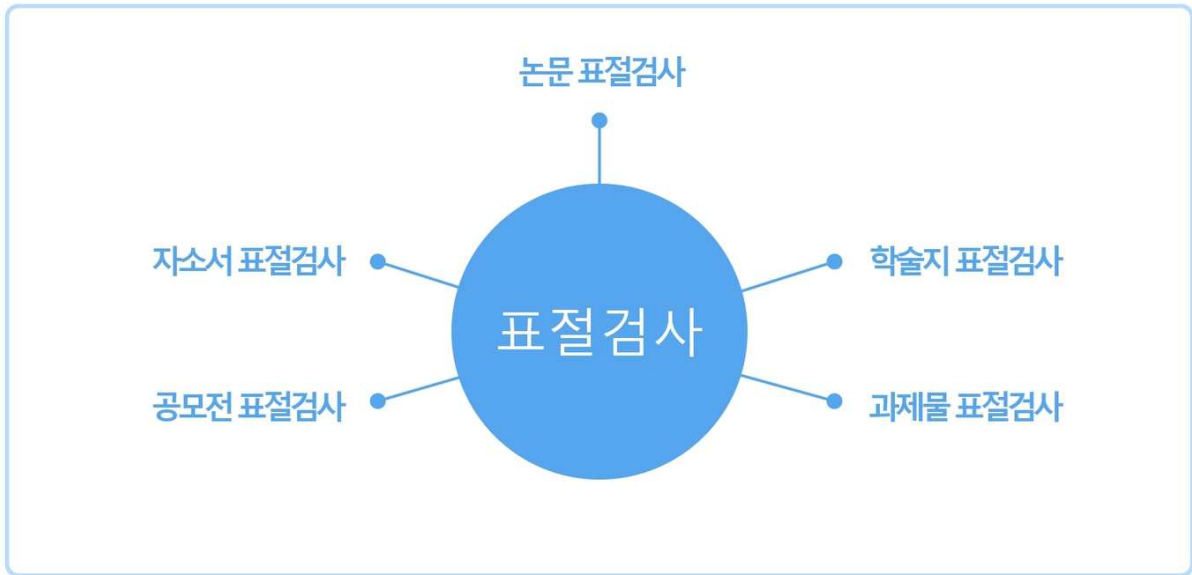 논문 표절검사
자소서 표절검사
학술지 표절검사
표절검사
공모전 표절검사
과제물 표절검사